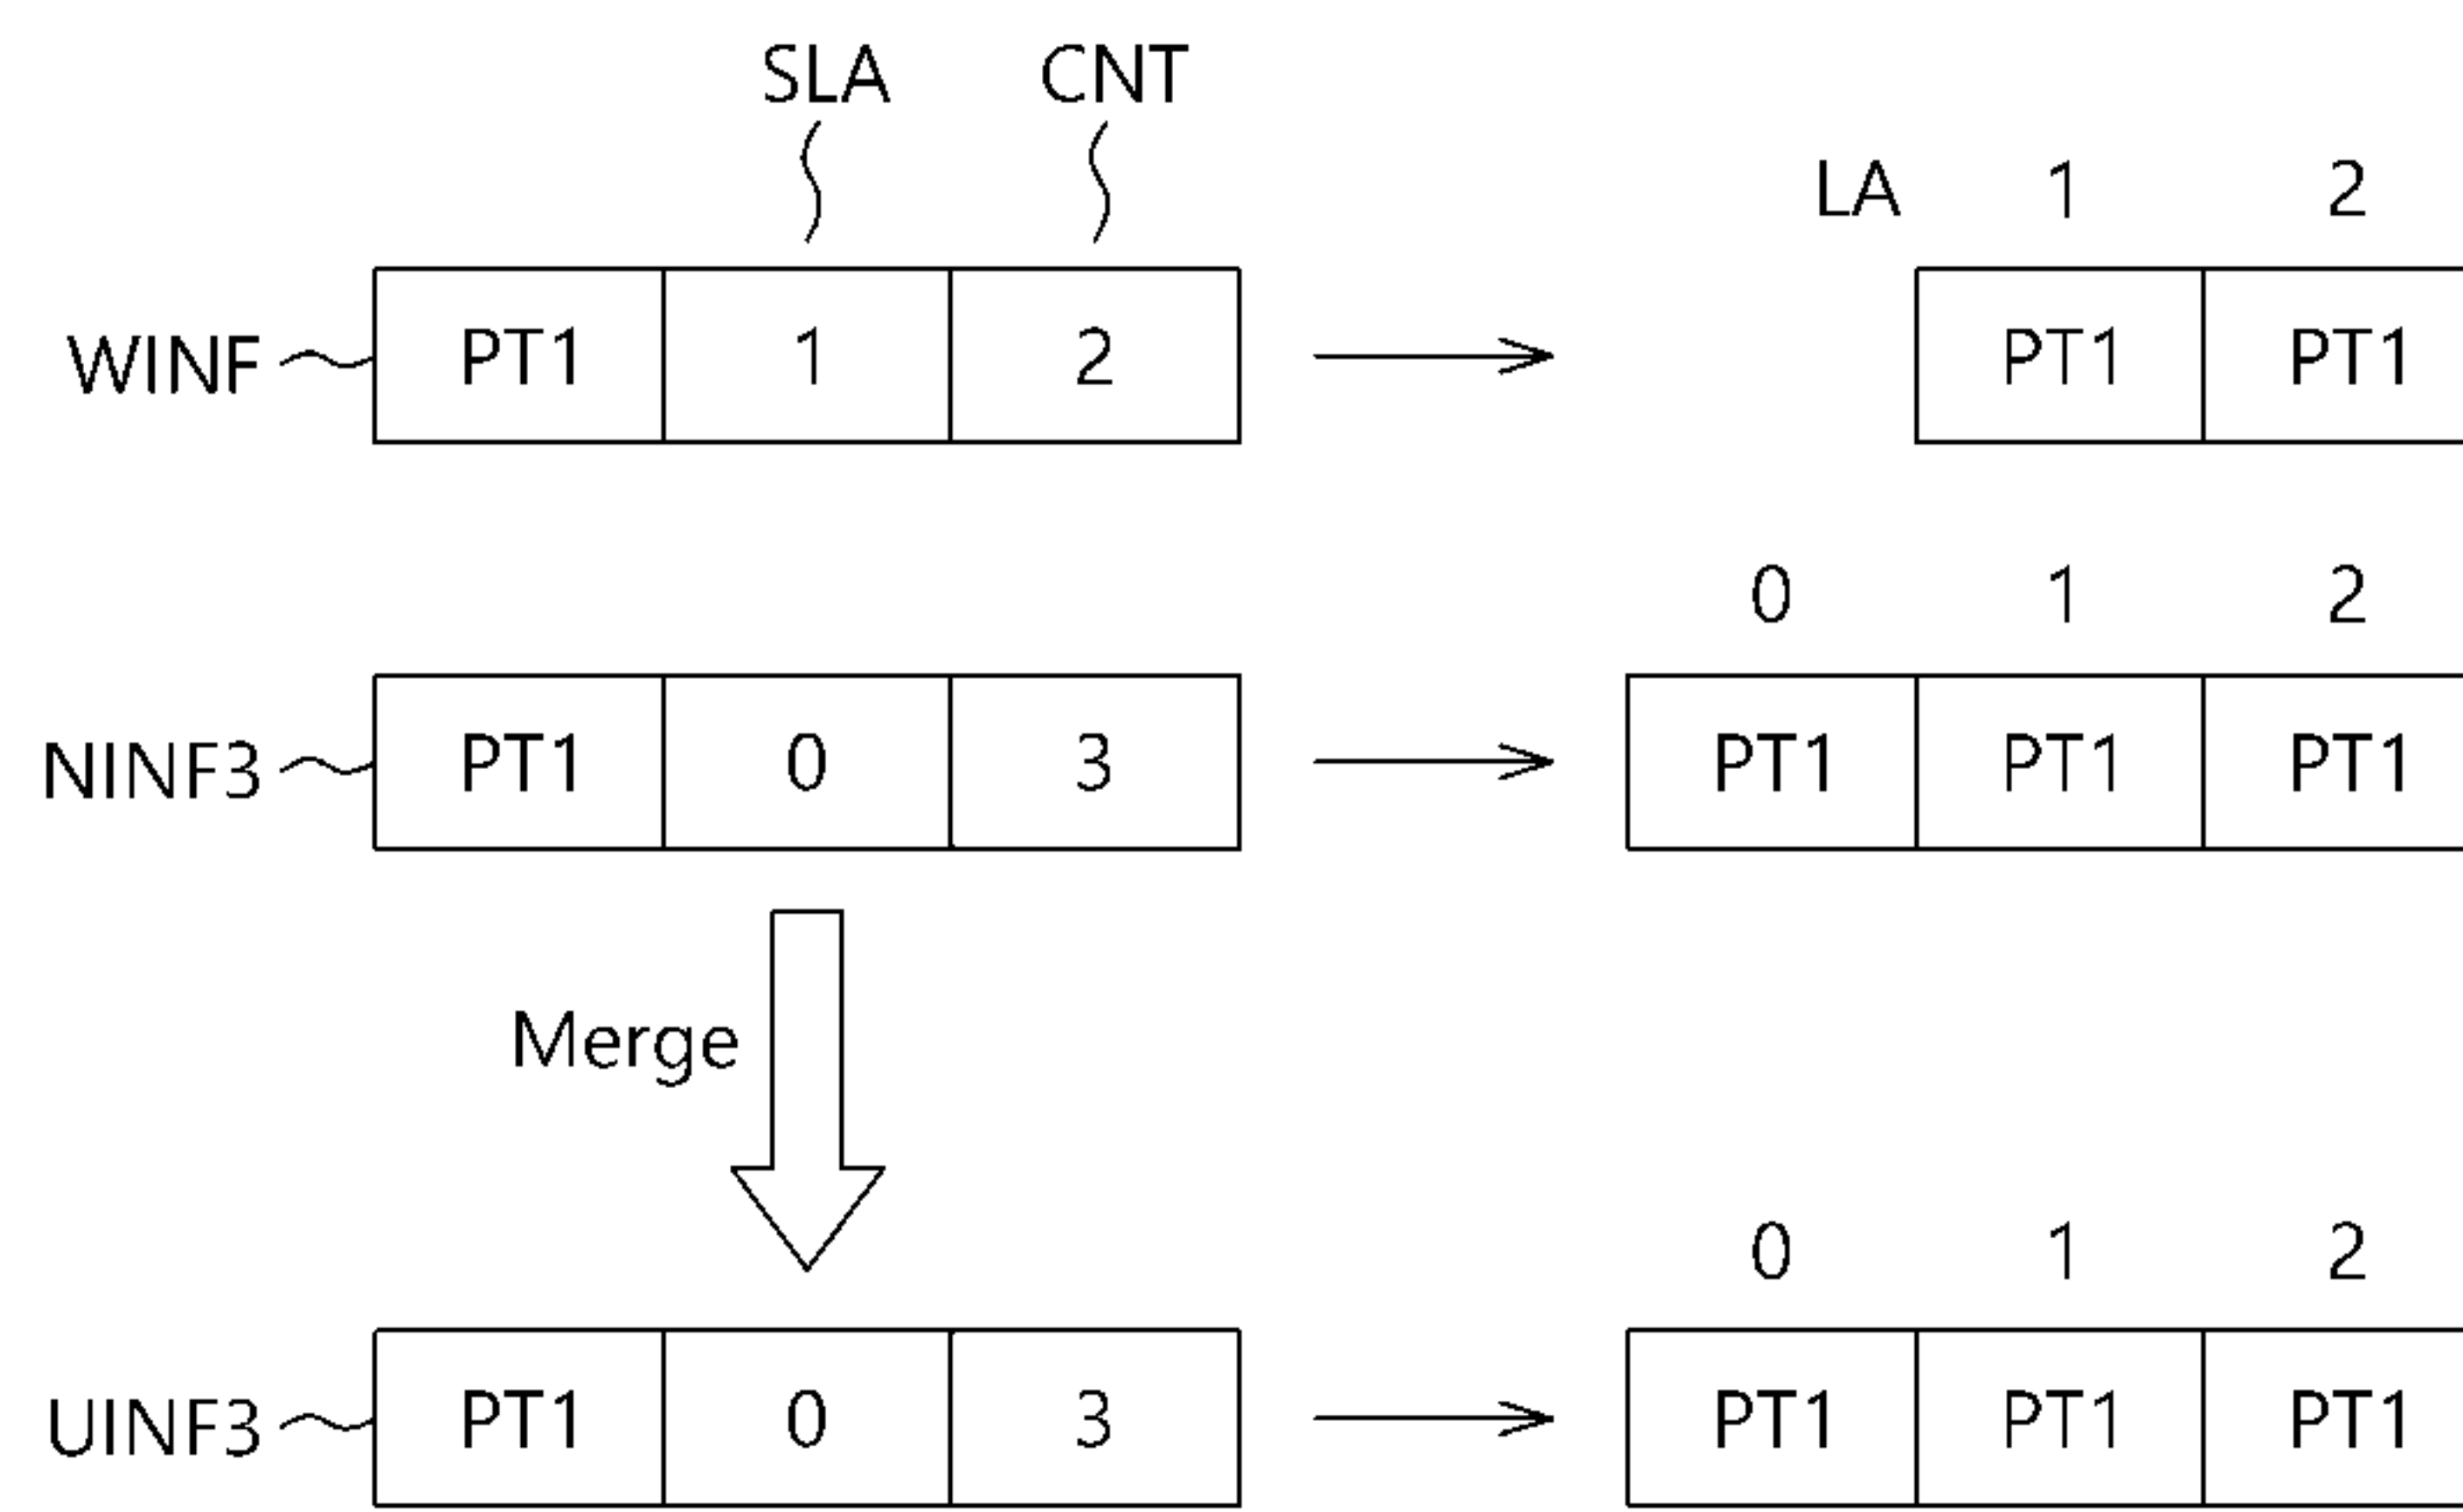 SLA CNT
LA 1 2
WINF PT1 1 2 PT1 PT1
0 1 2
NINF3 PT1 0 3 PT1 PT1 PT1
Merge
0 1 2
UINF3 PT1 0 3 PT1 PT1 PT1